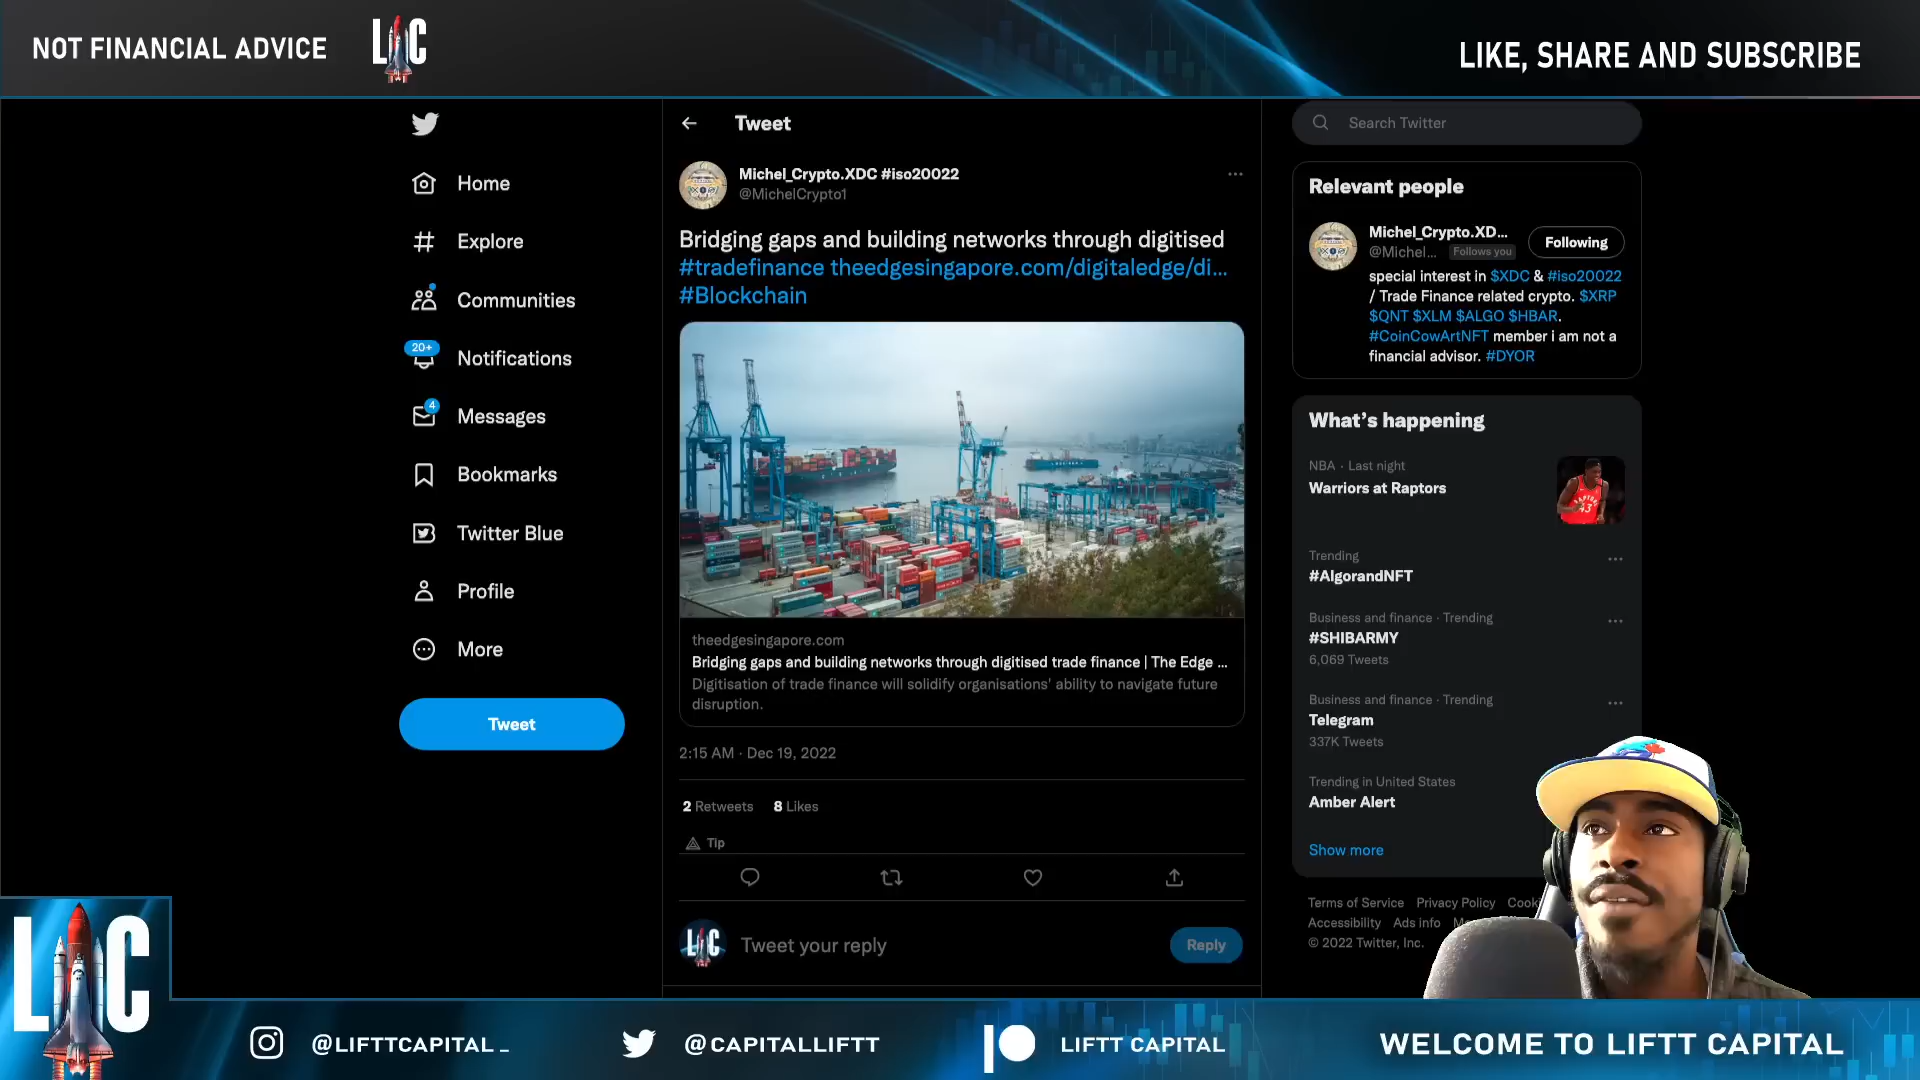 NOT FINANCIAL ADVICE
LIC
LIKE, SHARE AND SUBSCRIBE
Home
Explore
Communities
20+
Notifications
4
Messages
Bookmarks
Twitter Blue
Profile
More
Tweet
Tweet
Michel_Crypto.XDC #iso20022
@MichelCrypto1
Bridging gaps and building networks through digitised
#tradefinance theedgesingapore.com/digitaledge/di...
#Blockchain
theedgesingapore.com
Bridging gaps and building networks through digitised trade finance | The Edge ...
Digitisation of trade finance will solidify organisations' ability to navigate future
disruption.
2:15 AM · Dec 19, 2022
2 Retweets 8 Likes
Tip
LIC
Tweet your reply
Reply
Search Twitter
Relevant people
Michel_Crypto.XD...
@Michel... Follows you
Following
special interest in $XDC & #iso20022
/ Trade Finance related crypto. $XRP
$QNT $XLM $ALGO $HBAR.
#CoinCowArtNFT member i am not a
financial advisor. #DYOR
What's happening
NBA · Last night
Warriors at Raptors
Trending
#AlgorandNFT
Business and finance · Trending
#SHIBARMY
6,069 Tweets
Business and finance · Trending
Telegram
337K Tweets
Trending in United States
Amber Alert
Show more
Terms of Service Privacy Policy Cook
Accessibility Ads info
© 2022 Twitter, Inc.
LIC
@LIFTTCAPITAL_
@CAPITALLIFTT
LIFTT CAPITAL
WELCOME TO LIFTT CAPITAL